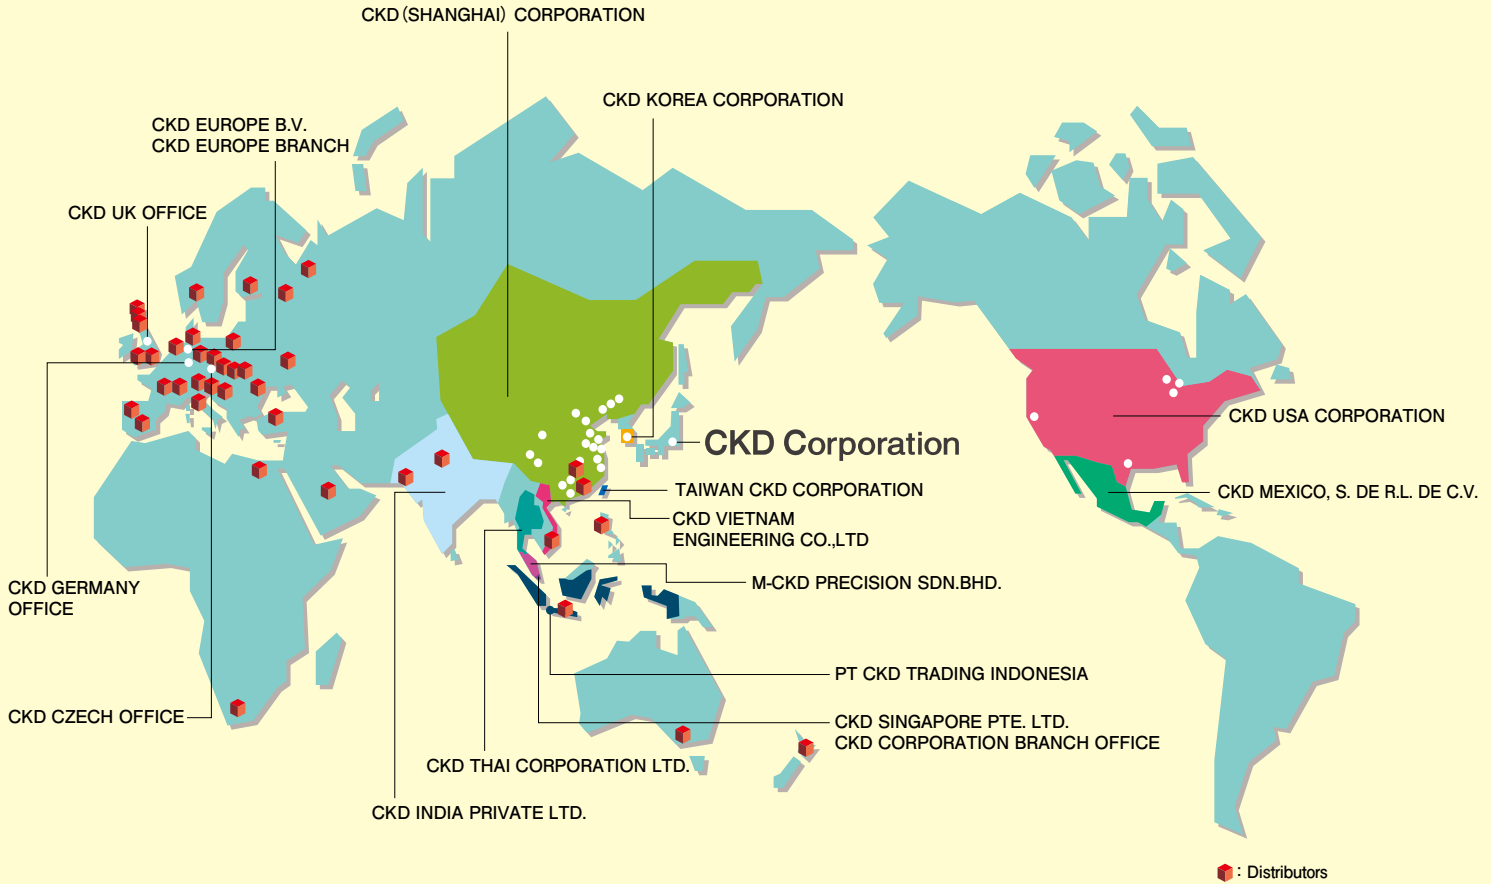 CKD (SHANGHAI) CORPORATION
CKD KOREA CORPORATION
CKD EUROPE B.V.
CKD EUROPE BRANCH
CKD UK OFFICE
CKD USA CORPORATION
CKD Corporation
TAIWAN CKD CORPORATION
CKD MEXICO, S. DE R.L. DE C.V.
CKD VIETNAM
ENGINEERING CO.,LTD
M-CKD PRECISION SDN.BHD.
CKD GERMANY
OFFICE
PT CKD TRADING INDONESIA
CKD CZECH OFFICE
CKD SINGAPORE PTE. LTD.
CKD CORPORATION BRANCH OFFICE
CKD THAI CORPORATION LTD.
CKD INDIA PRIVATE LTD.
: Distributors